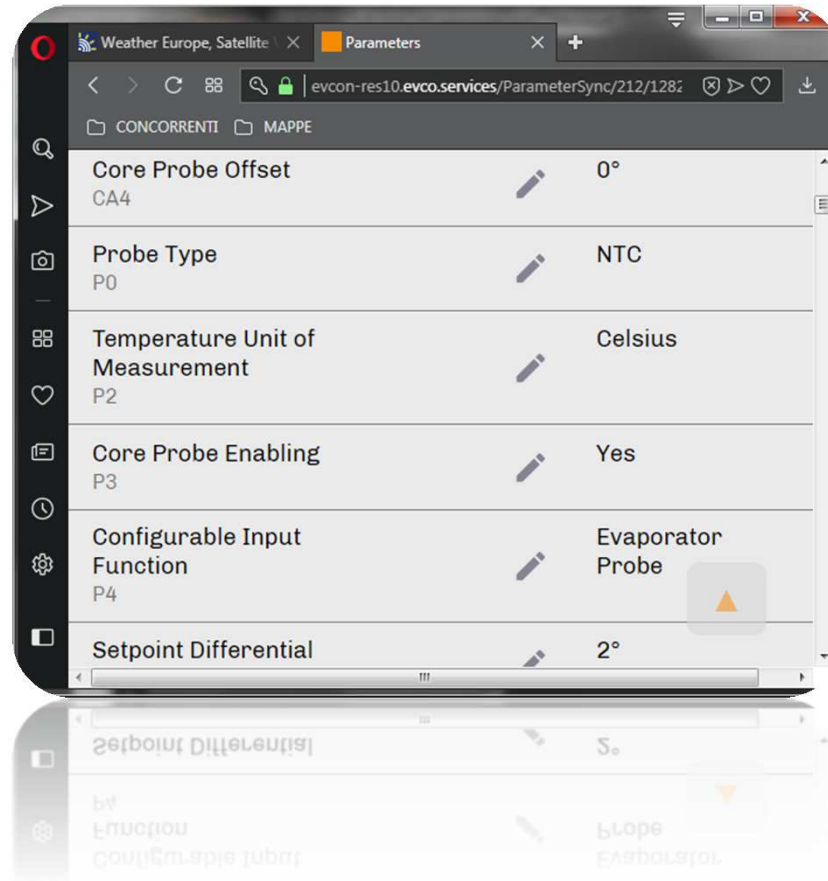 Weather Europe, Satellite
Parameters
evcon-res10.evco.services/ParameterSync/212/1282
CONCORRENTI
MAPPE
Core Probe Offset
0°
CA4
Probe Type
NTC
P0
Temperature Unit of
Celsius
Measurement
P2
Core Probe Enabling
Yes
P3
Configurable Input
Evaporator
Function
Probe
P4
Setpoint Differential
2°